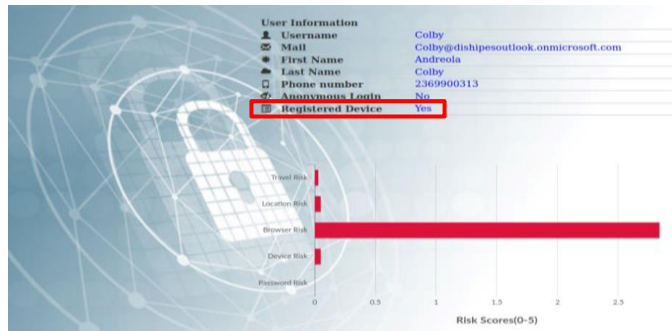 User Information
Username Colby
Mail Colby@dishipesoutlook.onmicrosoft.com
First Name Andreola
Last Name Colby
Phone number 2369900313
Anonymous Login No
Registered Device Yes
Travel Risk
Location Risk
Browser Risk
Device Risk
Password Risk
0 0.5 1 1.5 2 2.5
Risk Scores(0-5)